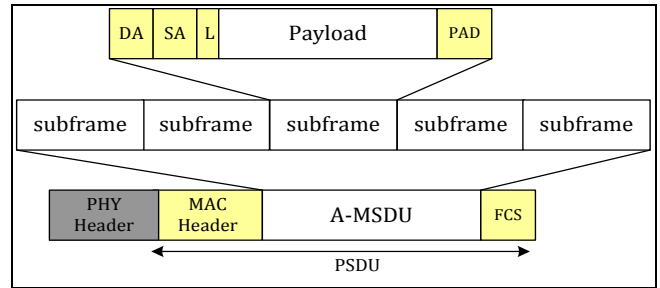 DA SA L Payload PAD
subframe subframe subframe subframe subframe
PHY Header MAC Header A-MSDU FCS
PSDU